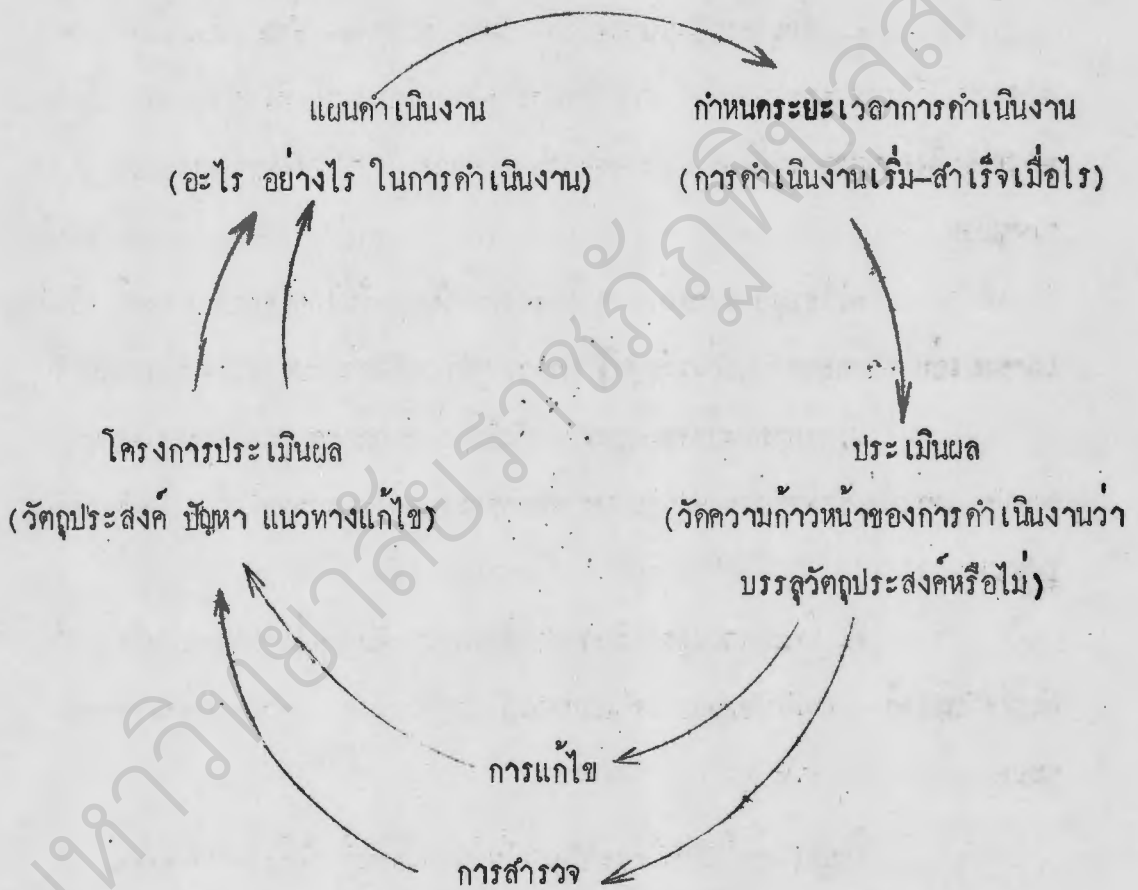 แผนดำเนินงาน
กำหนดระยะเวลาการดำเนินงาน
(อะไร อย่างไร ในการดำเนินงาน)
(การดำเนินงานเริ่ม-สำเร็จเมื่อไร)
โครงการประเมินผล
ประเมินผล
(วัตถุประสงค์ ปัญหา แนวทางแก้ไข)
(วัดความก้าวหน้าของการดำเนินงานว่า
บรรลุวัตถุประสงค์หรือไม่)
การแก้ไข
การสำรวจ